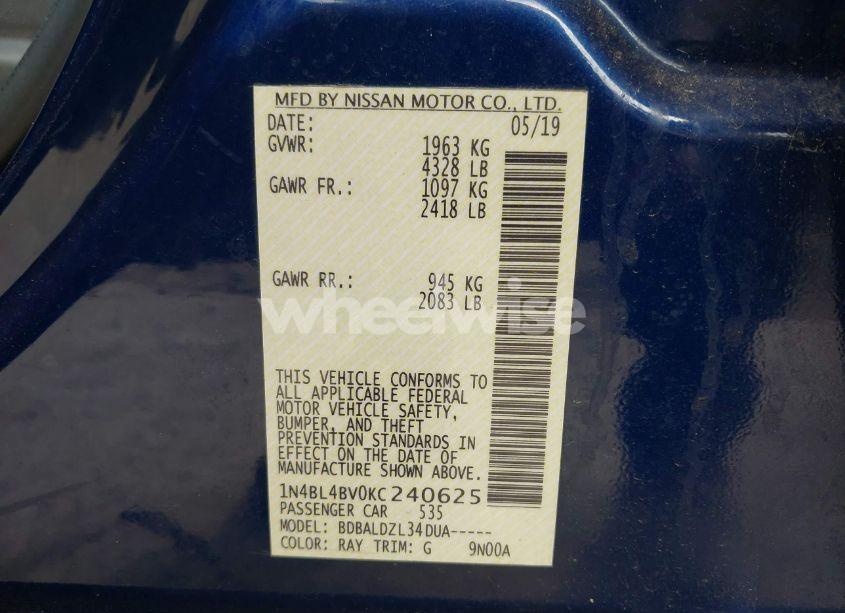 MFD BY NISSAN MOTOR CO., LTD.
DATE: 05/19
GVWR: 1963 KG
4328 LB
GAWR FR.: 1097 KG
2418 LB
GAWR RR.: 945 KG
2083 LB
wheelwise
THIS VEHICLE CONFORMS TO
ALL APPLICABLE FEDERAL
MOTOR VEHICLE SAFETY,
BUMPER, AND THEFT
PREVENTION STANDARDS IN
EFFECT ON THE DATE OF
MANUFACTURE SHOWN ABOVE.
1N4BL4BV0KC240625
PASSENGER CAR 535
MODEL: BDBALDZL34DUA-----
COLOR: RAY TRIM: G 9N00A